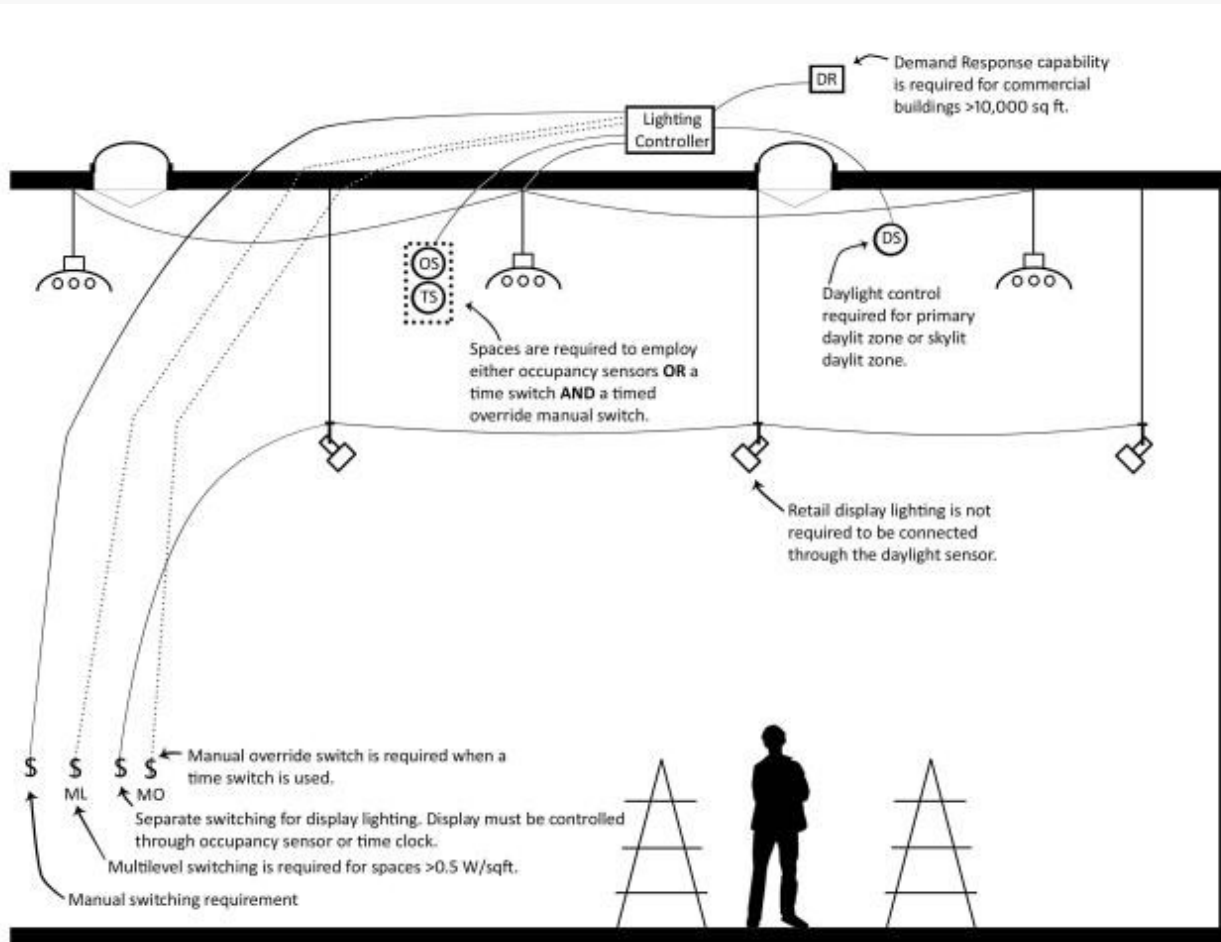 Demand Response capability
is required for commercial
buildings >10,000 sq ft.
DR
Lighting
Controller
OS
TS
DS
Spaces are required to employ
either occupancy sensors OR a
time switch AND a timed
override manual switch.
Daylight control
required for primary
daylit zone or skylit
daylit zone.
Retail display lighting is not
required to be connected
through the daylight sensor.
$ $ $ $
ML MO
Manual override switch is required when a
time switch is used.
Separate switching for display lighting. Display must be controlled
through occupancy sensor or time clock.
Multilevel switching is required for spaces >0.5 W/sqft.
Manual switching requirement